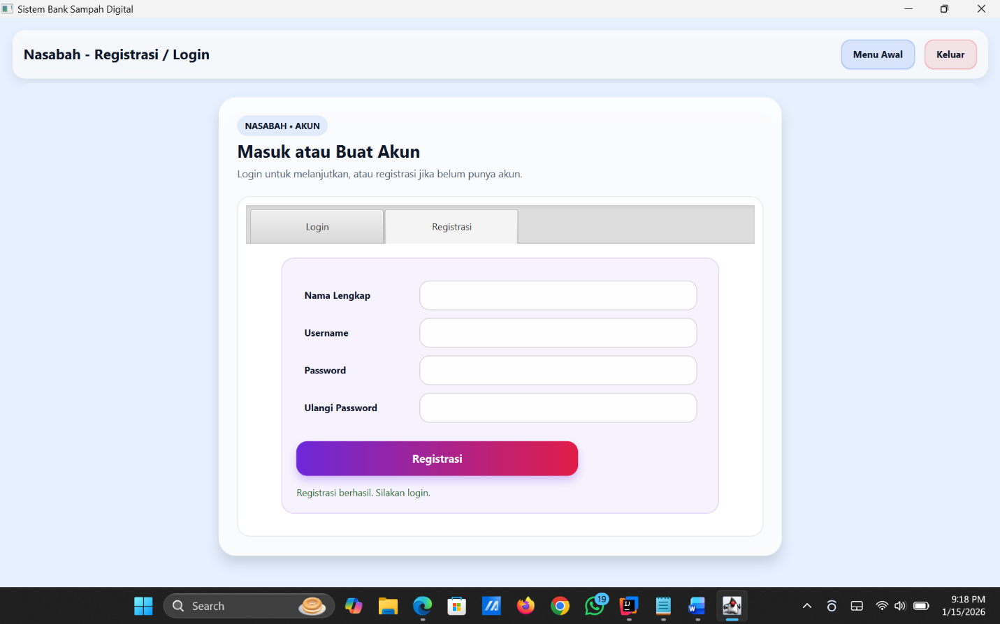 Sistem Bank Sampah Digital
Nasabah - Registrasi / Login
Menu Awal
Keluar
NASABAH • AKUN
Masuk atau Buat Akun
Login untuk melanjutkan, atau registrasi jika belum punya akun.
Login
Registrasi
Nama Lengkap
Username
Password
Ulangi Password
Registrasi
Registrasi berhasil. Silakan login.
Search
19
9:18 PM
1/15/2026